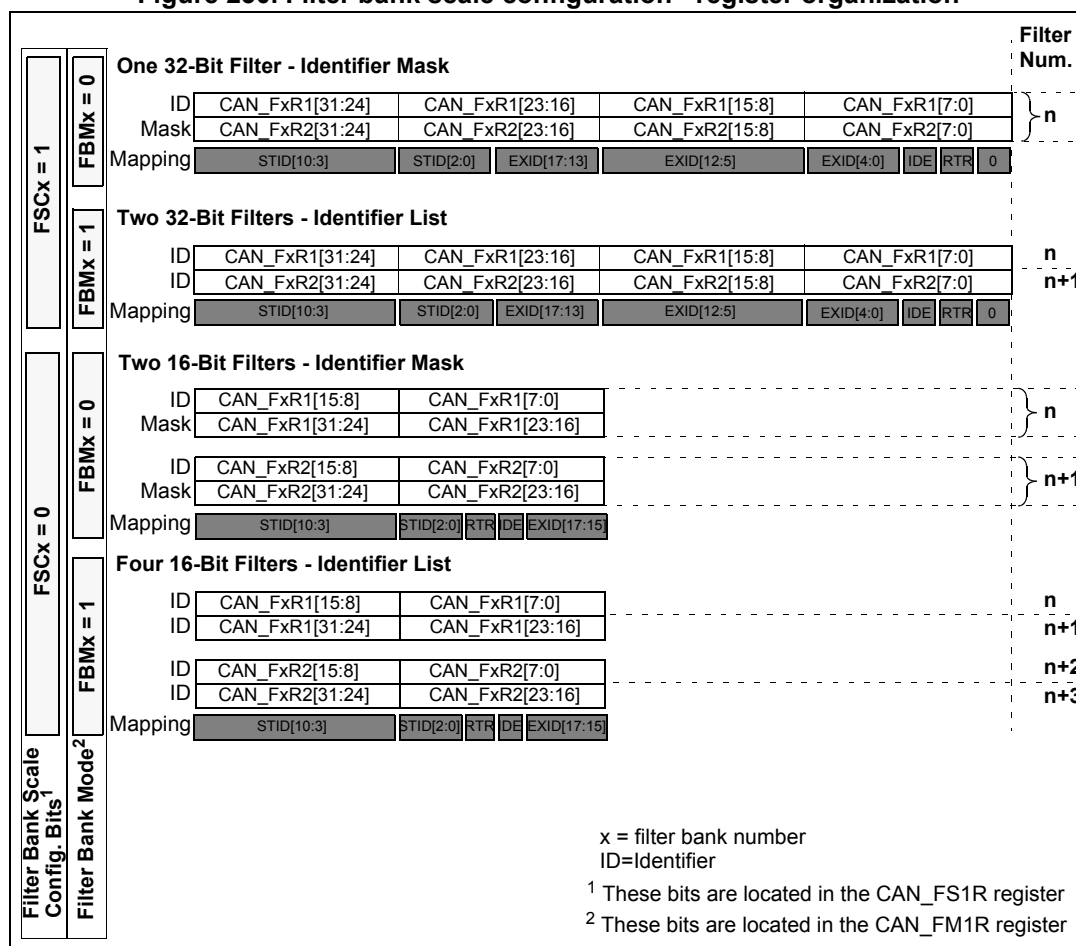 Filter
Num.
One 32-Bit Filter - Identifier Mask
FSCx = 1
FBMx = 0
ID CAN_FxR1[31:24] CAN_FxR1[23:16] CAN_FxR1[15:8] CAN_FxR1[7:0] n
Mask CAN_FxR2[31:24] CAN_FxR2[23:16] CAN_FxR2[15:8] CAN_FxR2[7:0]
Mapping STID[10:3] STID[2:0] EXID[17:13] EXID[12:5] EXID[4:0] IDE RTR 0
Two 32-Bit Filters - Identifier List
FBMx = 1
ID CAN_FxR1[31:24] CAN_FxR1[23:16] CAN_FxR1[15:8] CAN_FxR1[7:0] n
ID CAN_FxR2[31:24] CAN_FxR2[23:16] CAN_FxR2[15:8] CAN_FxR2[7:0] n+1
Mapping STID[10:3] STID[2:0] EXID[17:13] EXID[12:5] EXID[4:0] IDE RTR 0
Two 16-Bit Filters - Identifier Mask
FSCx = 0
FBMx = 0
ID CAN_FxR1[15:8] CAN_FxR1[7:0] n
Mask CAN_FxR1[31:24] CAN_FxR1[23:16]
ID CAN_FxR2[15:8] CAN_FxR2[7:0] n+1
Mask CAN_FxR2[31:24] CAN_FxR2[23:16]
Mapping STID[10:3] STID[2:0] RTR IDE EXID[17:15]
Four 16-Bit Filters - Identifier List
FBMx = 1
ID CAN_FxR1[15:8] CAN_FxR1[7:0] n
ID CAN_FxR1[31:24] CAN_FxR1[23:16] n+1
ID CAN_FxR2[15:8] CAN_FxR2[7:0] n+2
ID CAN_FxR2[31:24] CAN_FxR2[23:16] n+3
Mapping STID[10:3] STID[2:0] RTR IDE EXID[17:15]
Filter Bank Scale
Config. Bits1
Filter Bank Mode2
x = filter bank number
ID=Identifier
1 These bits are located in the CAN_FS1R register
2 These bits are located in the CAN_FM1R register